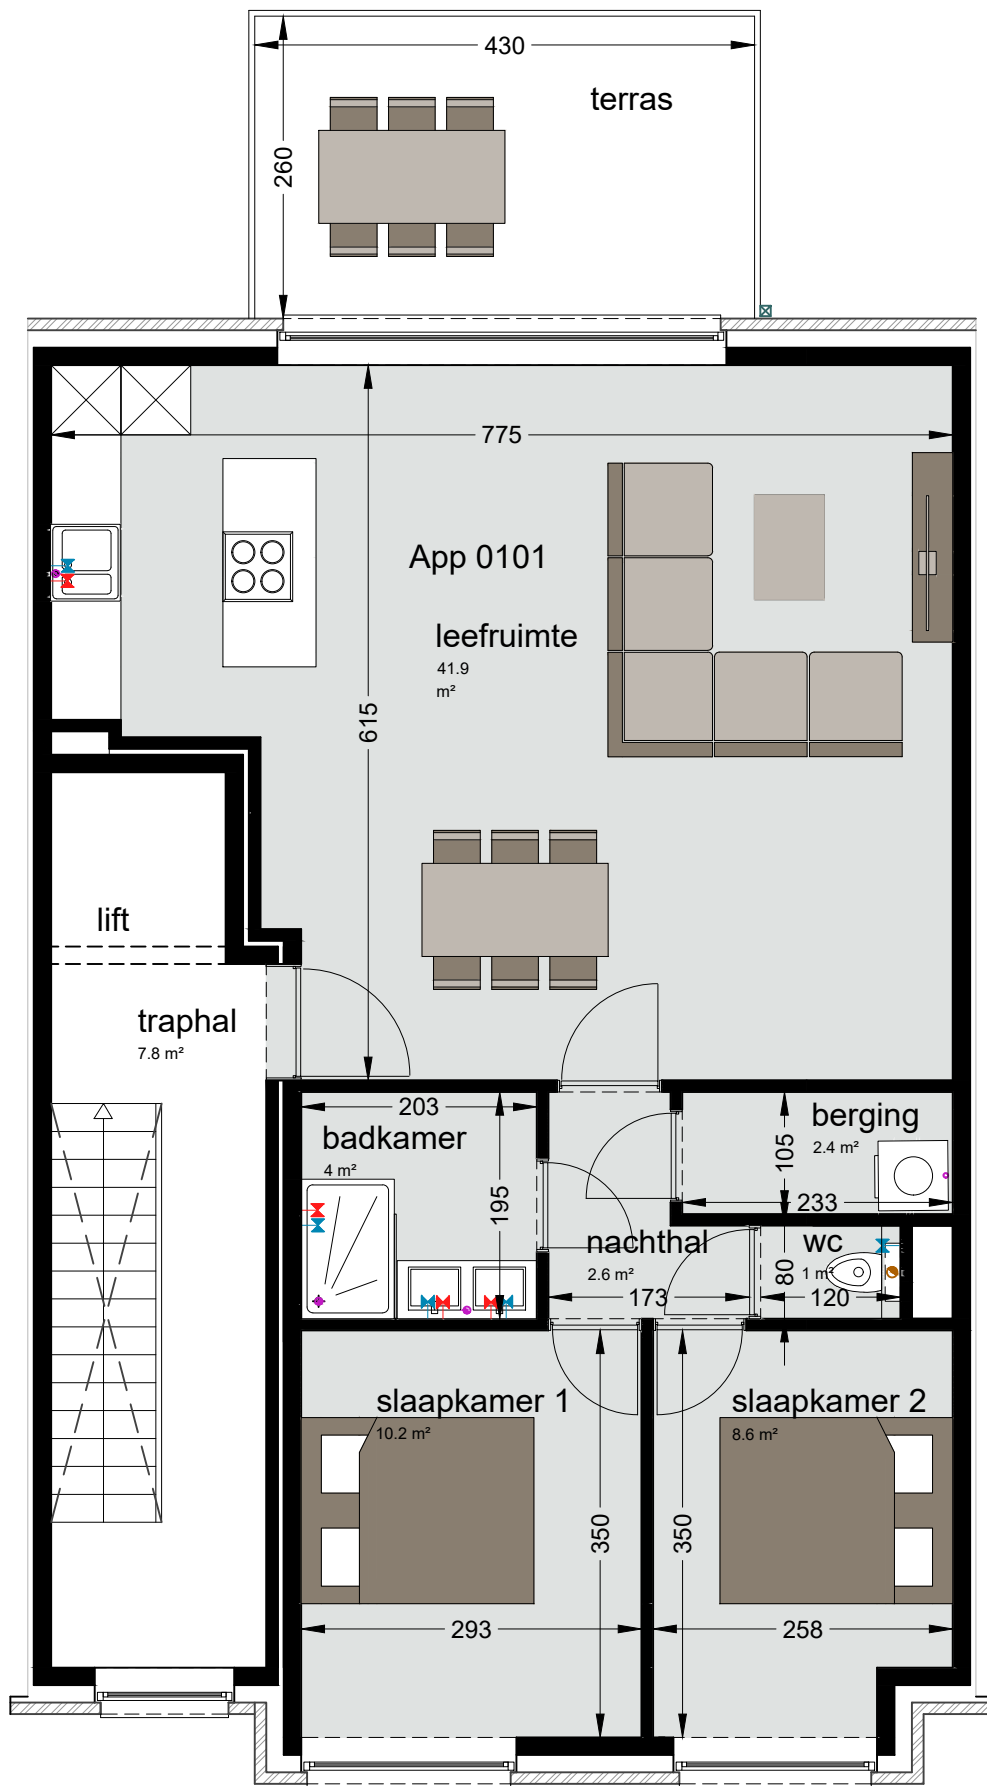 430
terras
260
775
App 0101
leefruimte
41.9
m²
615
lift
traphal
7.8 m²
203
badkamer
4 m²
195
berging
2.4 m²
105
233
nachthal
2.6 m²
173
wc
1 m²
80
120
slaapkamer 1
10.2 m²
slaapkamer 2
8.6 m²
350
350
293
258